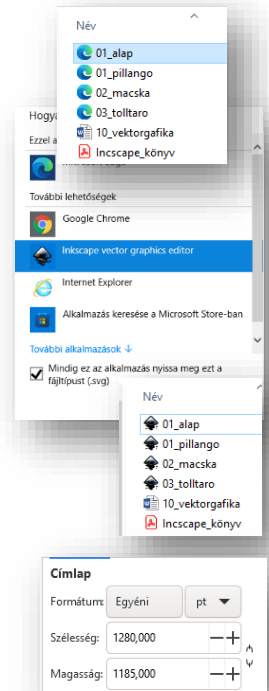 Név
01_alap
01_pillango
02_macska
03_tolltaro
10_vektorgafika
Incscape_könyv
Hogya
Ezzel a
További lehetőségek
Google Chrome
Inkscape vector graphics editor
Internet Explorer
Alkalmazás keresése a Microsoft Store-ban
További alkalmazások ↓
Mindig ez az alkalmazás nyissa meg ezt a
fájltípust (.svg)
Név
01_alap
01_pillango
02_macska
03_tolltaro
10_vektorgafika
Incscape_könyv
Címlap
Formátum: Egyéni pt
Szélesség: 1280,000
Magasság: 1185,000